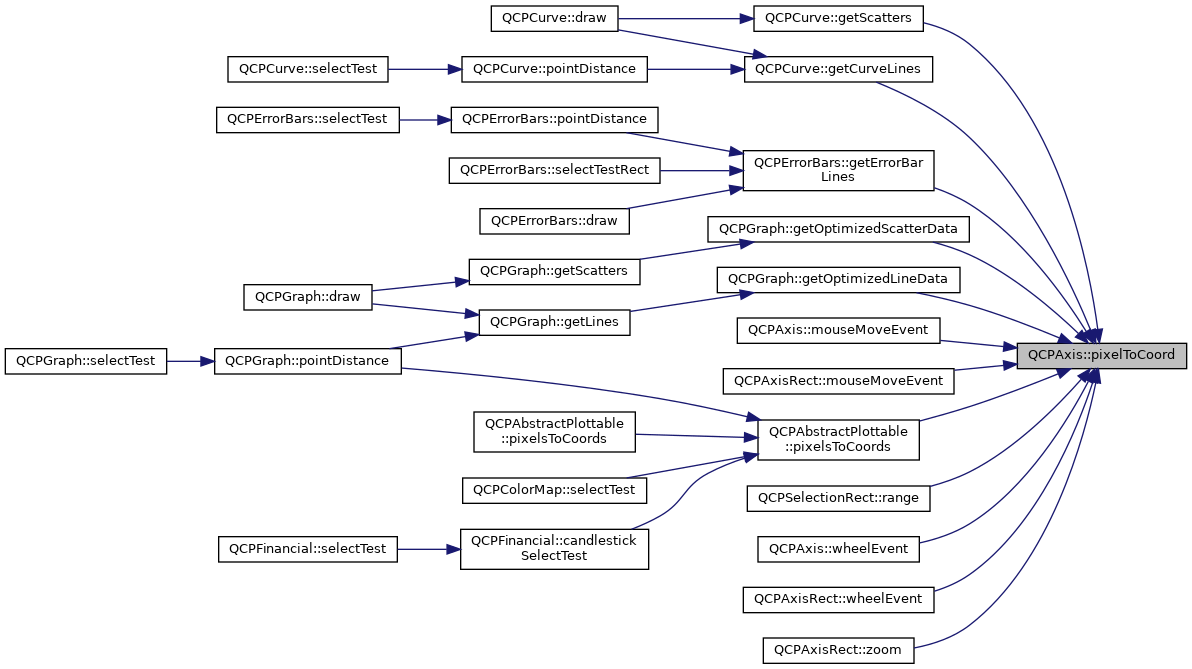 QCPCurve::draw
QCPCurve::getScatters
QCPCurve::selectTest
QCPCurve::pointDistance
QCPCurve::getCurveLines
QCPErrorBars::selectTest
QCPErrorBars::pointDistance
QCPErrorBars::getErrorBar
Lines
QCPErrorBars::selectTestRect
QCPErrorBars::draw
QCPGraph::getOptimizedScatterData
QCPGraph::getScatters
QCPGraph::getOptimizedLineData
QCPGraph::draw
QCPGraph::getLines
QCPAxis::mouseMoveEvent
QCPAxis::pixelToCoord
QCPGraph::selectTest
QCPGraph::pointDistance
QCPAxisRect::mouseMoveEvent
QCPAbstractPlottable
::pixelsToCoords
QCPAbstractPlottable
::pixelsToCoords
QCPColorMap::selectTest
QCPSelectionRect::range
QCPFinancial::selectTest
QCPFinancial::candlestick
SelectTest
QCPAxis::wheelEvent
QCPAxisRect::wheelEvent
QCPAxisRect::zoom